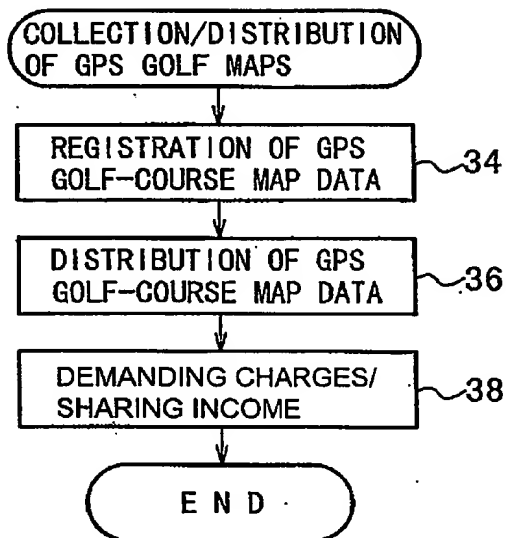 COLLECTION/DISTRIBUTION
OF GPS GOLF MAPS
REGISTRATION OF GPS
GOLF-COURSE MAP DATA
34
DISTRIBUTION OF GPS
GOLF-COURSE MAP DATA
36
DEMANDING CHARGES/
SHARING INCOME
38
END